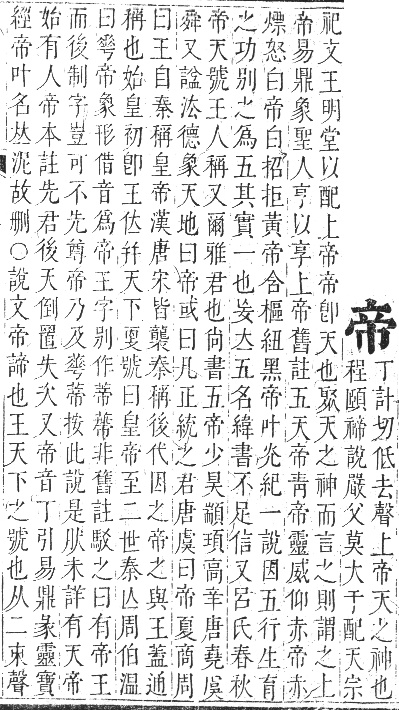 帝
丁計切低去聲上帝天之神也
程頤禘說嚴父莫大于配天宗
祀文王明堂以配上帝帝卽天也聚天之神而言之則謂之上
帝易鼎象聖人亨以享上帝舊註五天帝靑帝靈威仰赤帝赤
熛怒白帝白招拒黃帝含樞紐黑帝叶光紀一說因五行生育
之功别之爲五其實一也妄立五名緯書不足信又呂氏春秋
帝天號王人稱又爾雅君也尙書五帝少昊顓頊高辛唐堯虞
舜又諡法德象天地曰帝或曰凡正統之君唐虞曰帝夏商周
曰王自秦稱皇帝漢唐宋皆襲秦稱後代因之帝之與王蓋通
稱也始皇初卽王位幷天下更號曰皇帝至二世秦亾周伯温
曰蕚帝象形借音爲帝王字别作蒂蔕非舊註駁之曰有帝王
而後制字豈可不先尊帝乃及蕚蒂按此說是肰未詳有天帝
始有人帝本註先君後天倒置失矣又帝音丁引易鼎彖靈寶
經帝叶名丛泥故删○說文帝諦也王天下之號也从二朿聲